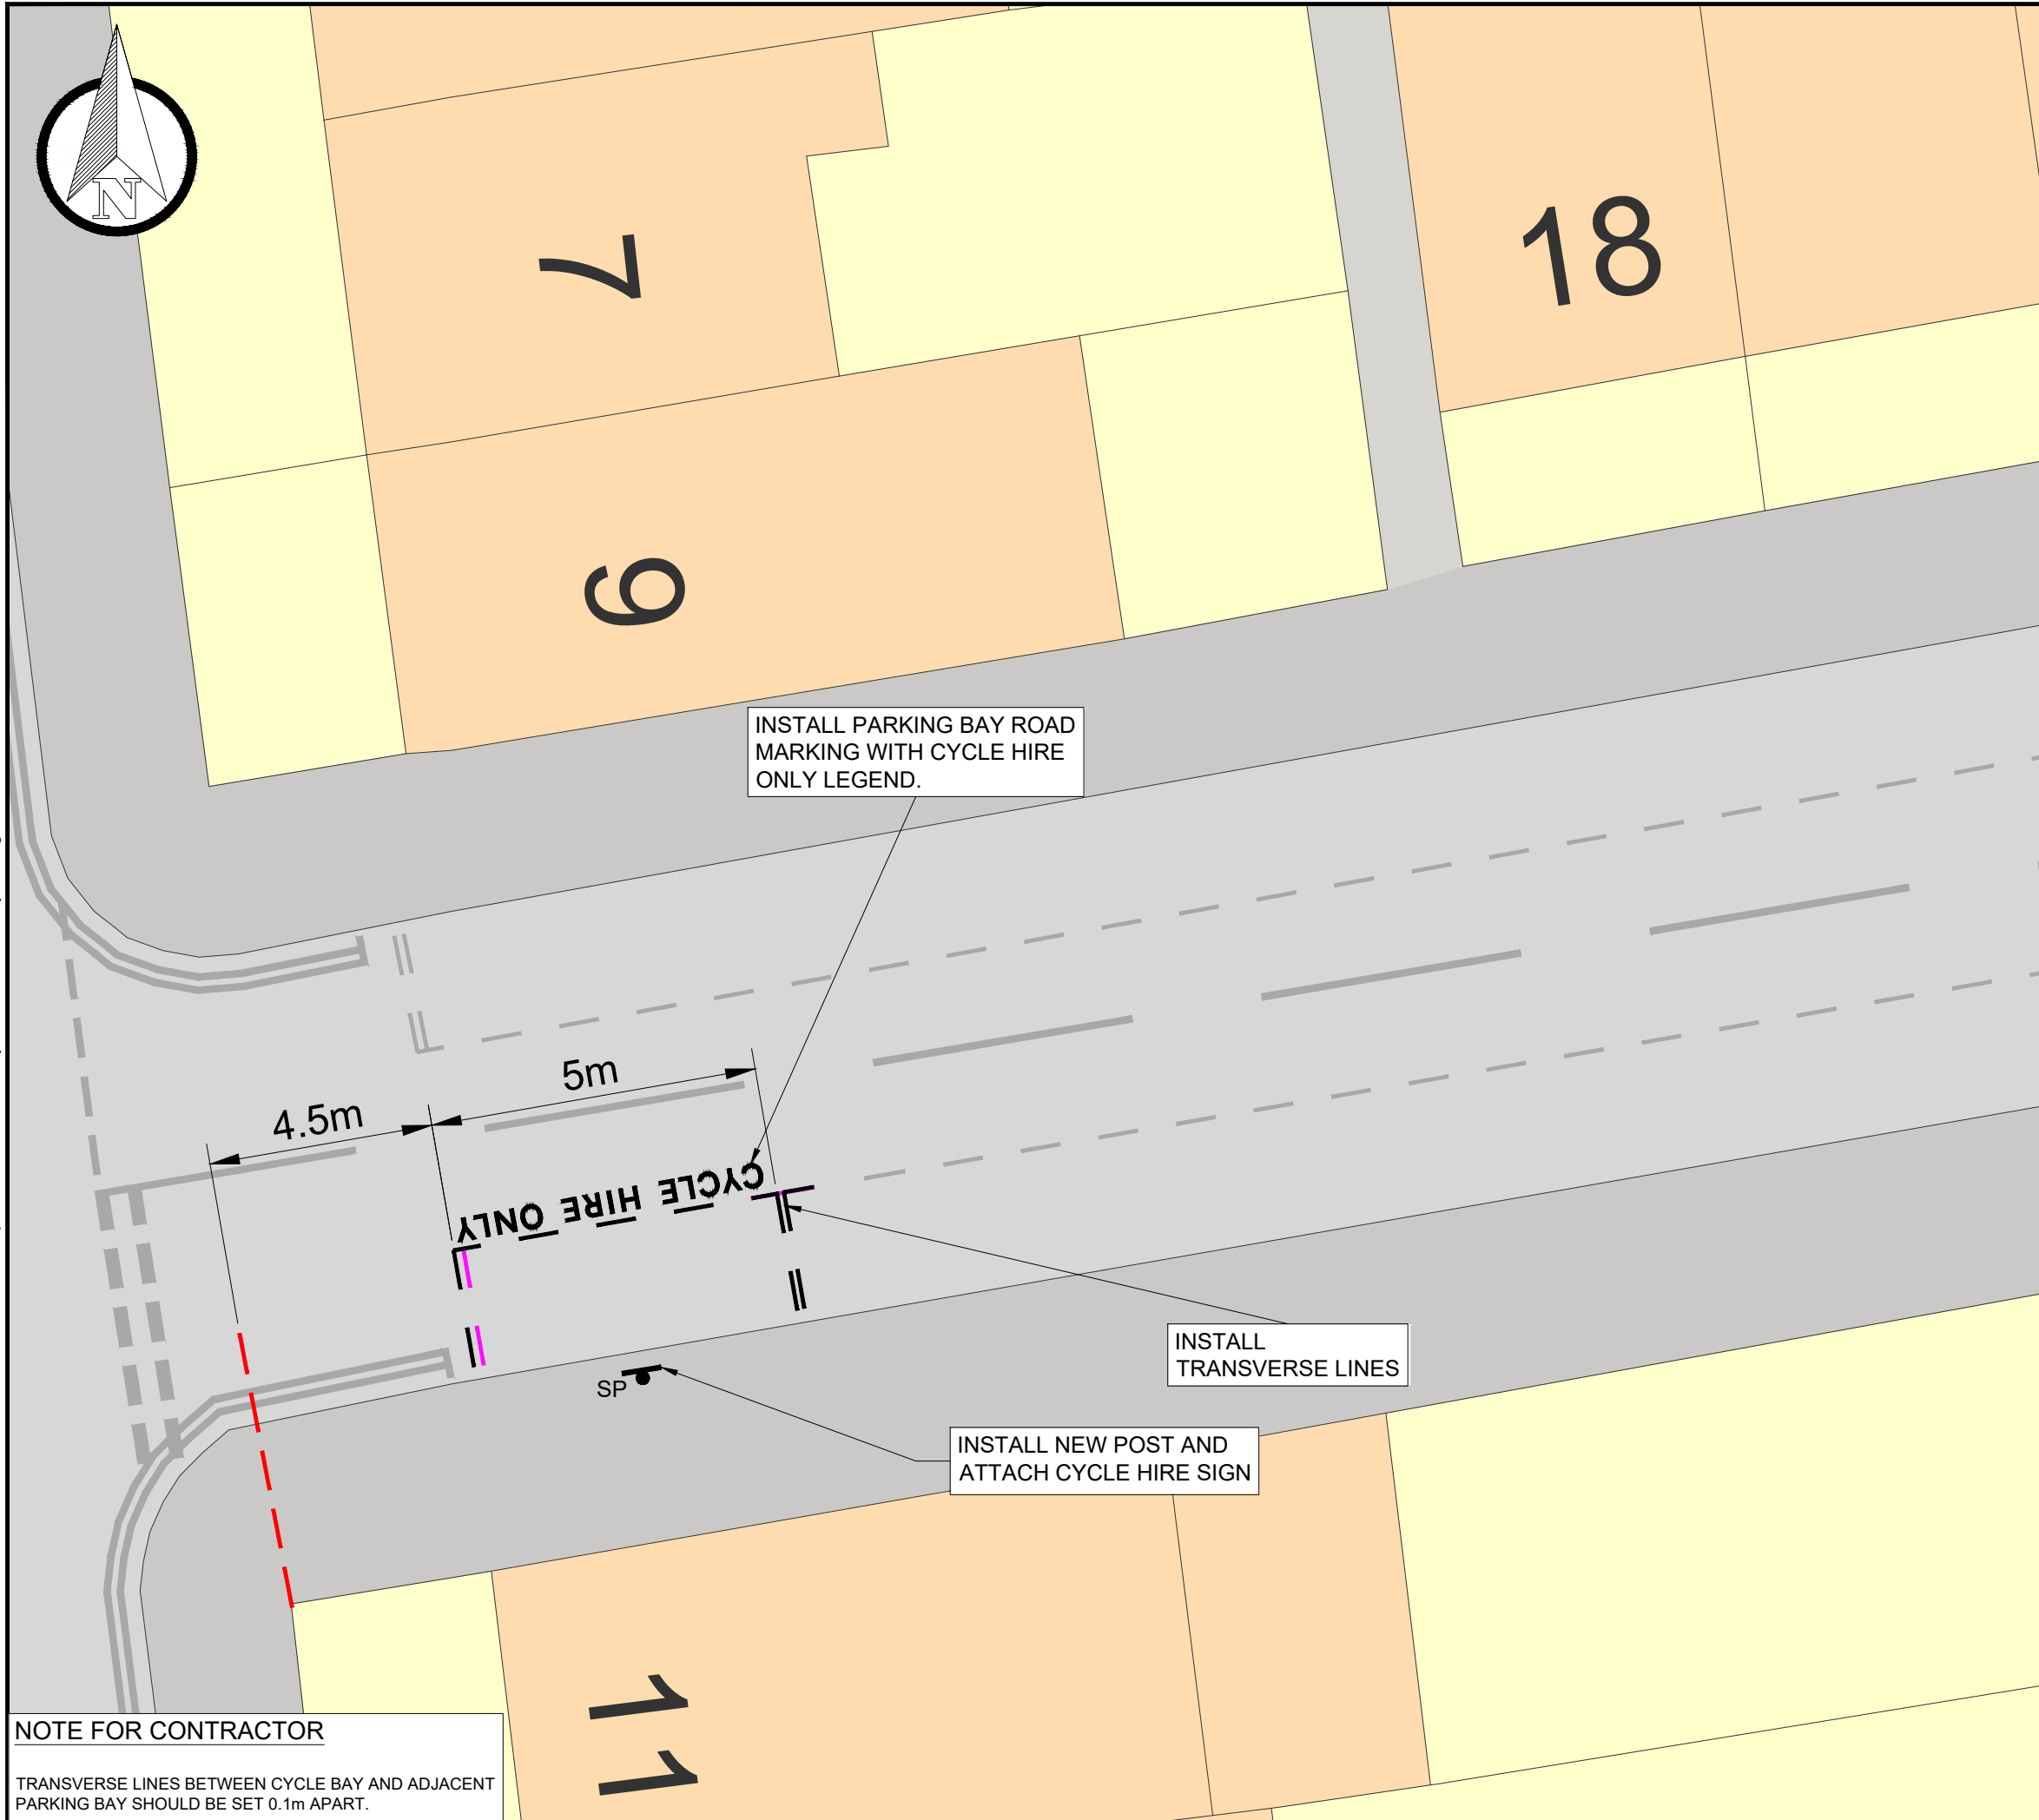 N
7
18
6
INSTALL PARKING BAY ROAD
MARKING WITH CYCLE HIRE
ONLY LEGEND.
5m
4.5m
CYCLE HIRE ONLY
INSTALL
TRANSVERSE LINES
SP
INSTALL NEW POST AND
ATTACH CYCLE HIRE SIGN
11
NOTE FOR CONTRACTOR
TRANSVERSE LINES BETWEEN CYCLE BAY AND ADJACENT
PARKING BAY SHOULD BE SET 0.1m APART.